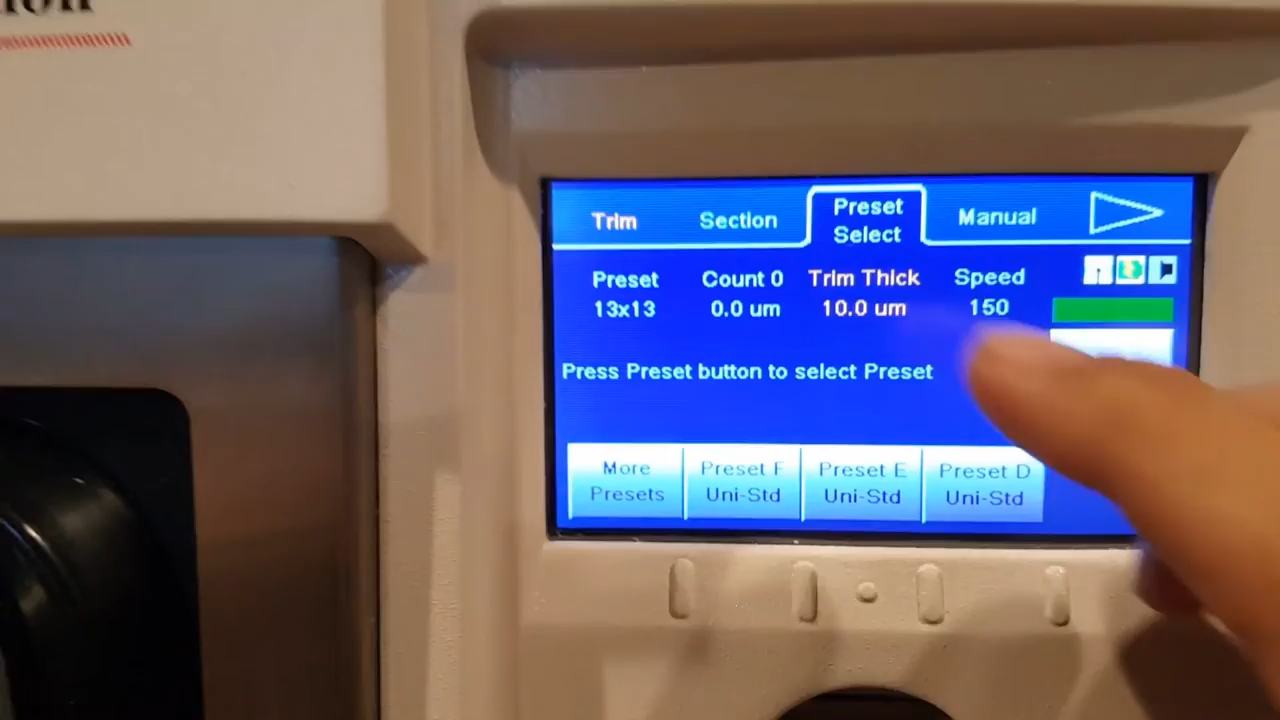 Trim Section Preset Select Manual
Preset Count 0 Trim Thick Speed
13x13 0.0 um 10.0 um 150
Press Preset button to select Preset
More Presets
Preset F Uni-Std
Preset E Uni-Std
Preset D Uni-Std